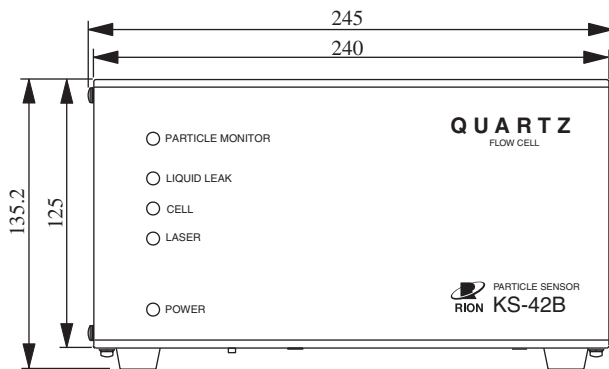 245
240
135.2
125
PARTICLE MONITOR
LIQUID LEAK
CELL
LASER
POWER
QUARTZ
FLOW CELL
PARTICLE SENSOR
RION KS-42B